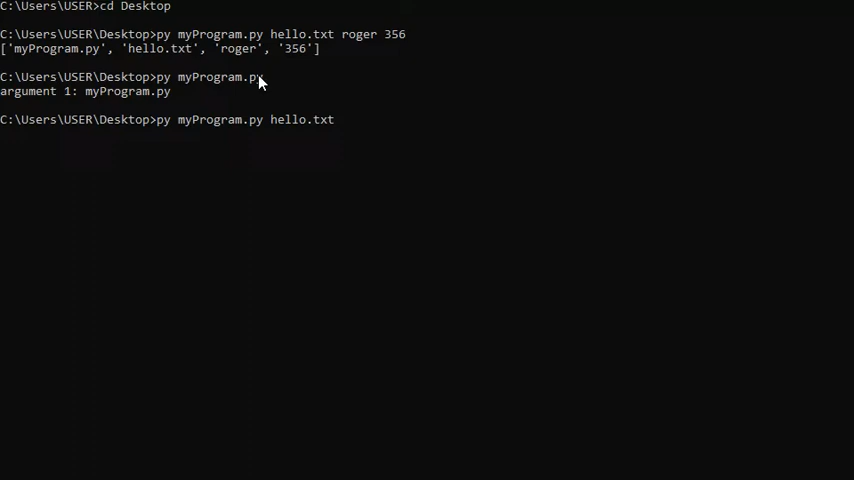 C:\Users\USER>cd Desktop
C:\Users\USER\Desktop>py myProgram.py hello.txt roger 356
['myProgram.py', 'hello.txt', 'roger', '356']
C:\Users\USER\Desktop>py myProgram.py
argument 1: myProgram.py
C:\Users\USER\Desktop>py myProgram.py hello.txt